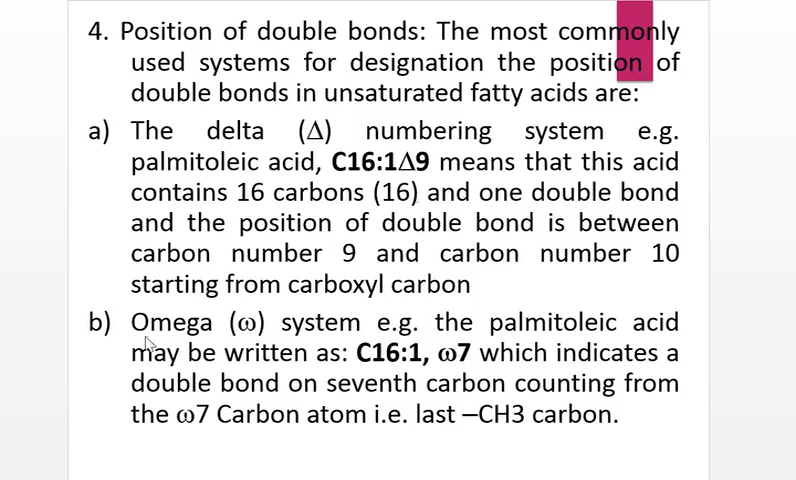 4. Position of double bonds: The most commonly
used systems for designation the position of
double bonds in unsaturated fatty acids are:
a) The delta (Δ) numbering system e.g.
palmitoleic acid, C16:1Δ9 means that this acid
contains 16 carbons (16) and one double bond
and the position of double bond is between
carbon number 9 and carbon number 10
starting from carboxyl carbon
b) Omega (ω) system e.g. the palmitoleic acid
may be written as: C16:1, ω7 which indicates a
double bond on seventh carbon counting from
the ω7 Carbon atom i.e. last –CH3 carbon.